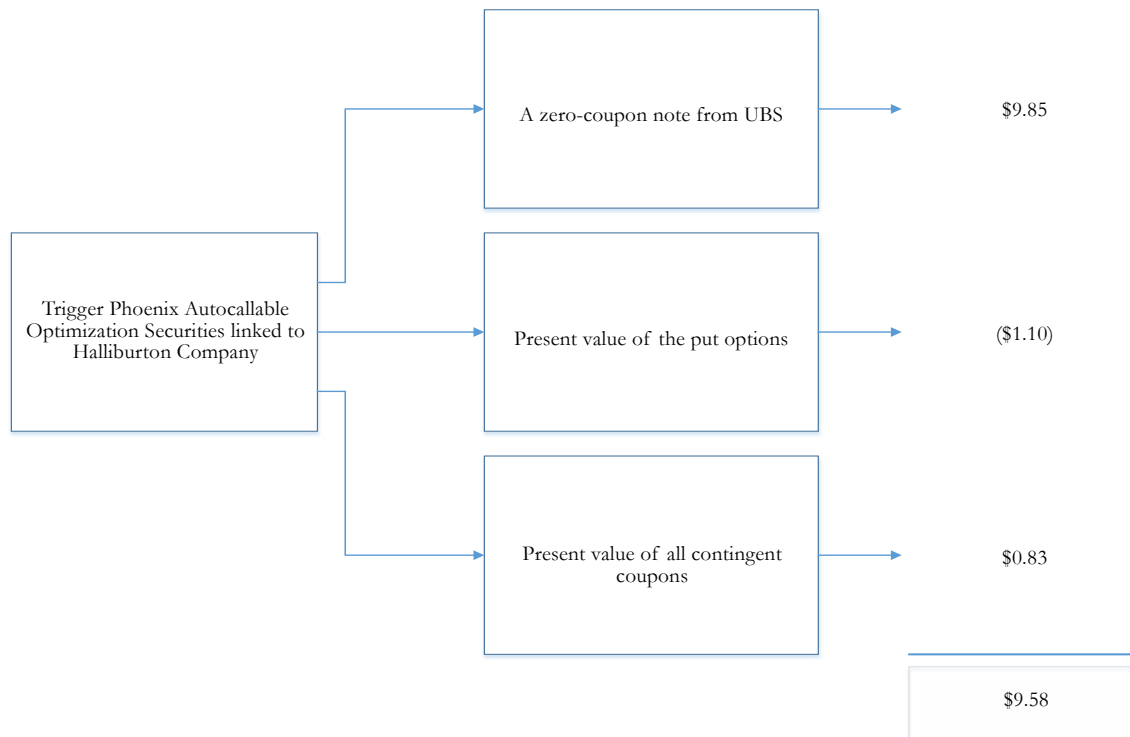 A zero-coupon note from UBS
$9.85
Trigger Phoenix Autocallable
Optimization Securities linked to
Halliburton Company
Present value of the put options
($1.10)
Present value of all contingent
coupons
$0.83
$9.58